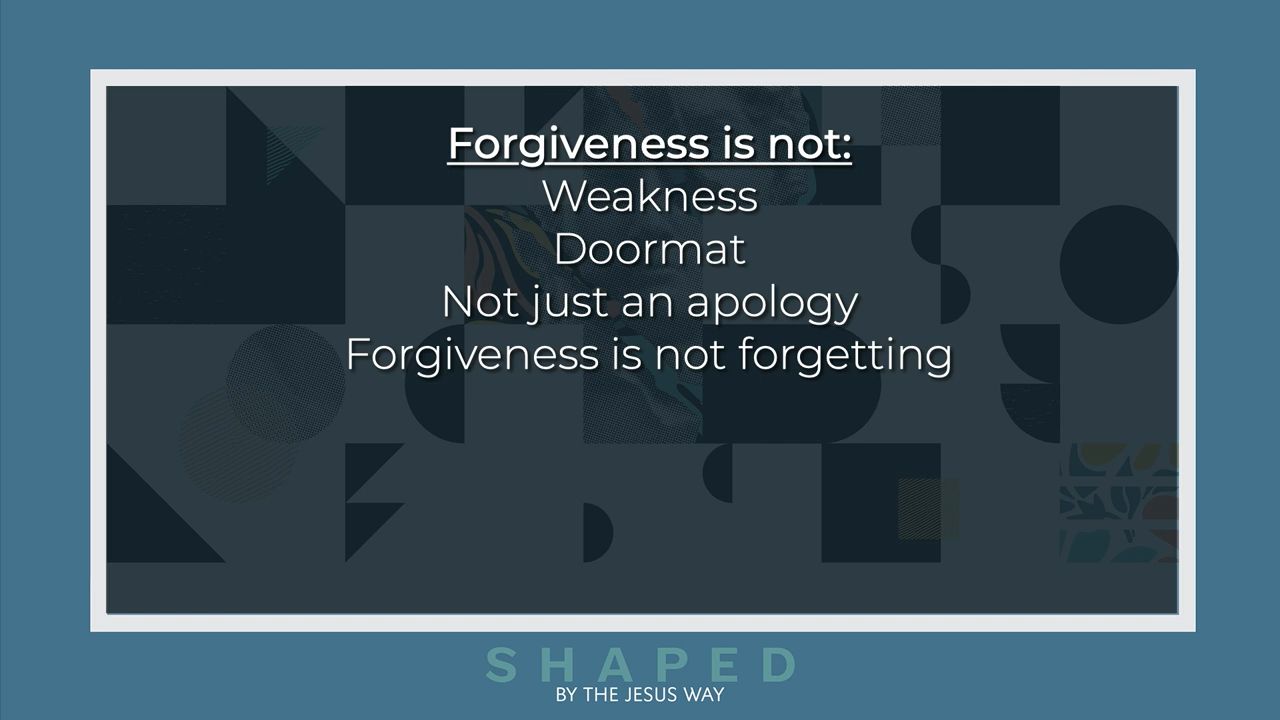 Forgiveness is not:
Weakness
Doormat
Not just an apology
Forgiveness is not forgetting
SHAPED
BY THE JESUS WAY